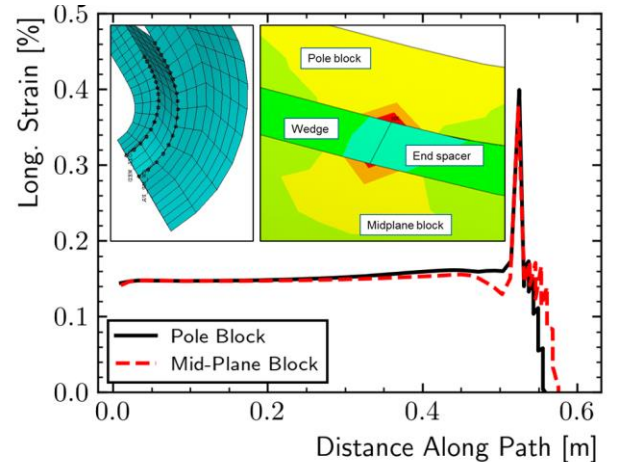 0.5
0.4
0.3
0.2
0.1
0.0
Long. Strain [%]
Pole block
Wedge
End spacer
Midplane block
Pole Block
Mid-Plane Block
0.0
0.2
0.4
0.6
Distance Along Path [m]